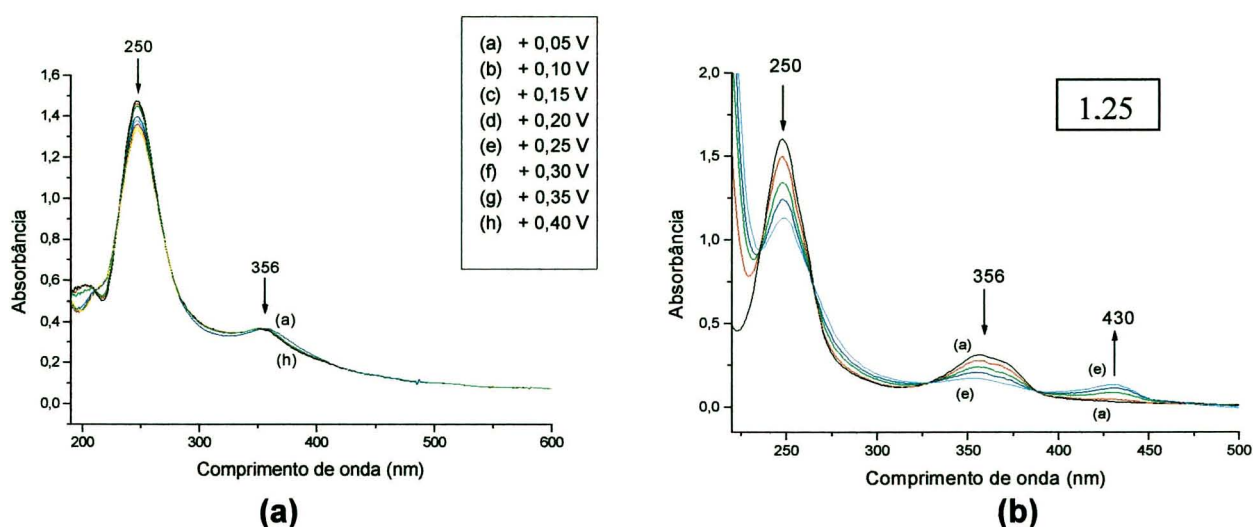 250
1,6
1,4
1,2
1,0
0,8
0,6
0,4
0,2
0,0
Absorbância
356
(a)
(h)
200
300
400
500
600
Comprimento de onda (nm)
(a)
(a) + 0,05 V
(b) + 0,10 V
(c) + 0,15 V
(d) + 0,20 V
(e) + 0,25 V
(f) + 0,30 V
(g) + 0,35 V
(h) + 0,40 V
250
1.25
2,0
1,5
1,0
0,5
0,0
Absorbância
356
430
(a)
(e)
(e)
(a)
250
300
350
400
450
500
Comprimento de onda (nm)
(b)